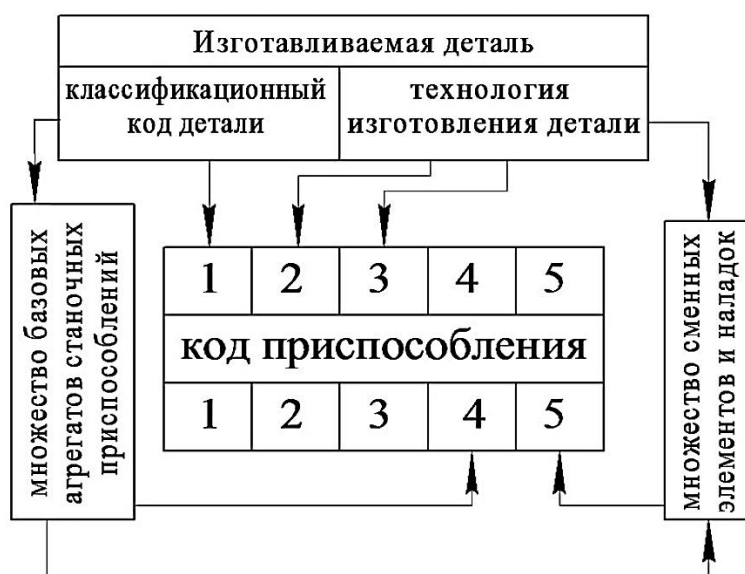 Изготавливаемая деталь
классификационный
код детали
технология
изготовления детали
множество базовых
агрегатов станочных
приспособлений
1 2 3 4 5
код приспособления
1 2 3 4 5
множество сменных
элементов и наладок